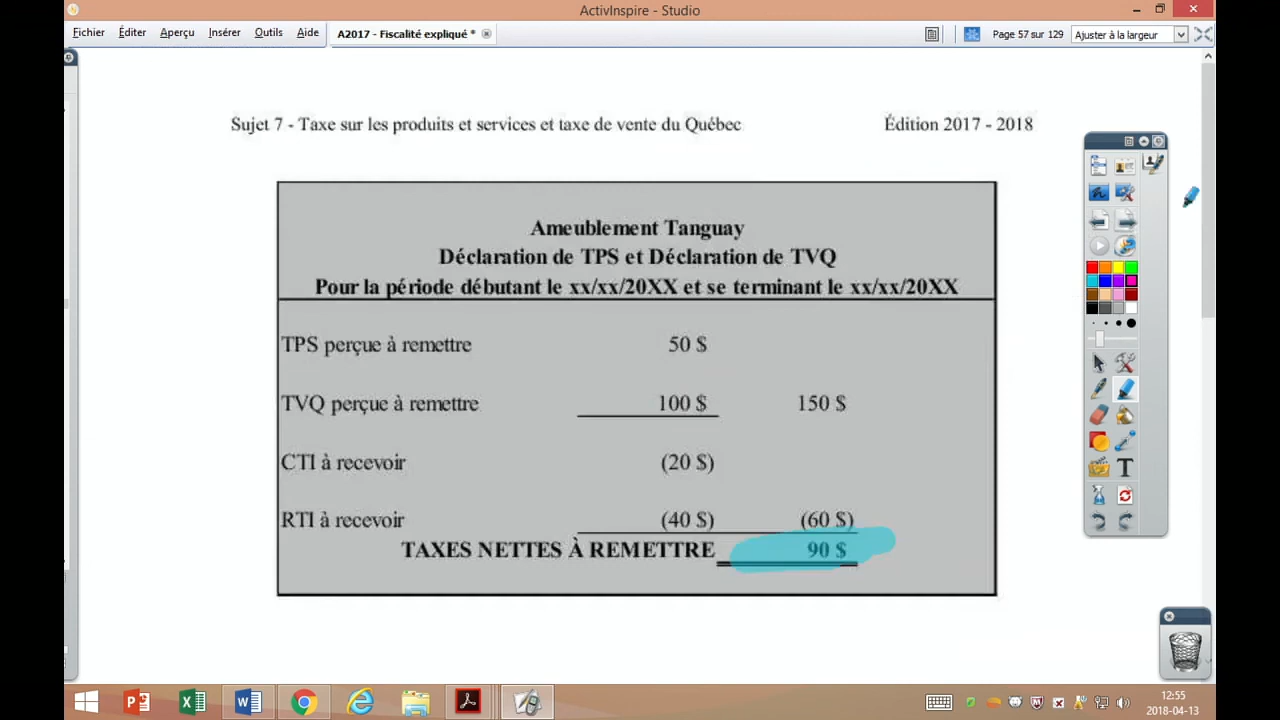 ActivInspire - Studio
Fichier Éditer Aperçu Insérer Outils Aide A2017 - Fiscalité expliqué * Page 57 sur 129 Ajuster à la largeur
Sujet 7 - Taxe sur les produits et services et taxe de vente du Québec Édition 2017 - 2018
Ameublement Tanguay
Déclaration de TPS et Déclaration de TVQ
Pour la période débutant le xx/xx/20XX et se terminant le xx/xx/20XX
TPS perçue à remettre 50 $
TVQ perçue à remettre 100 $ 150 $
CTI à recevoir (20 $)
RTI à recevoir (40 $) (60 $)
TAXES NETTES À REMETTRE 90 $
12:55
2018-04-13